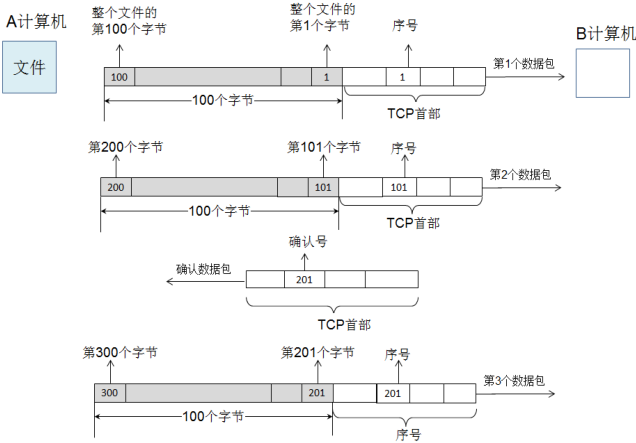 A计算机
文件
整个文件的
第100个字节
整个文件的
第1个字节
序号
B计算机
100
1
1
第1个数据包
100个字节
TCP首部
第200个字节
第101个字节
序号
200
101
101
第2个数据包
100个字节
TCP首部
确认号
确认数据包
201
TCP首部
第300个字节
第201个字节
序号
300
201
201
第3个数据包
100个字节
序号